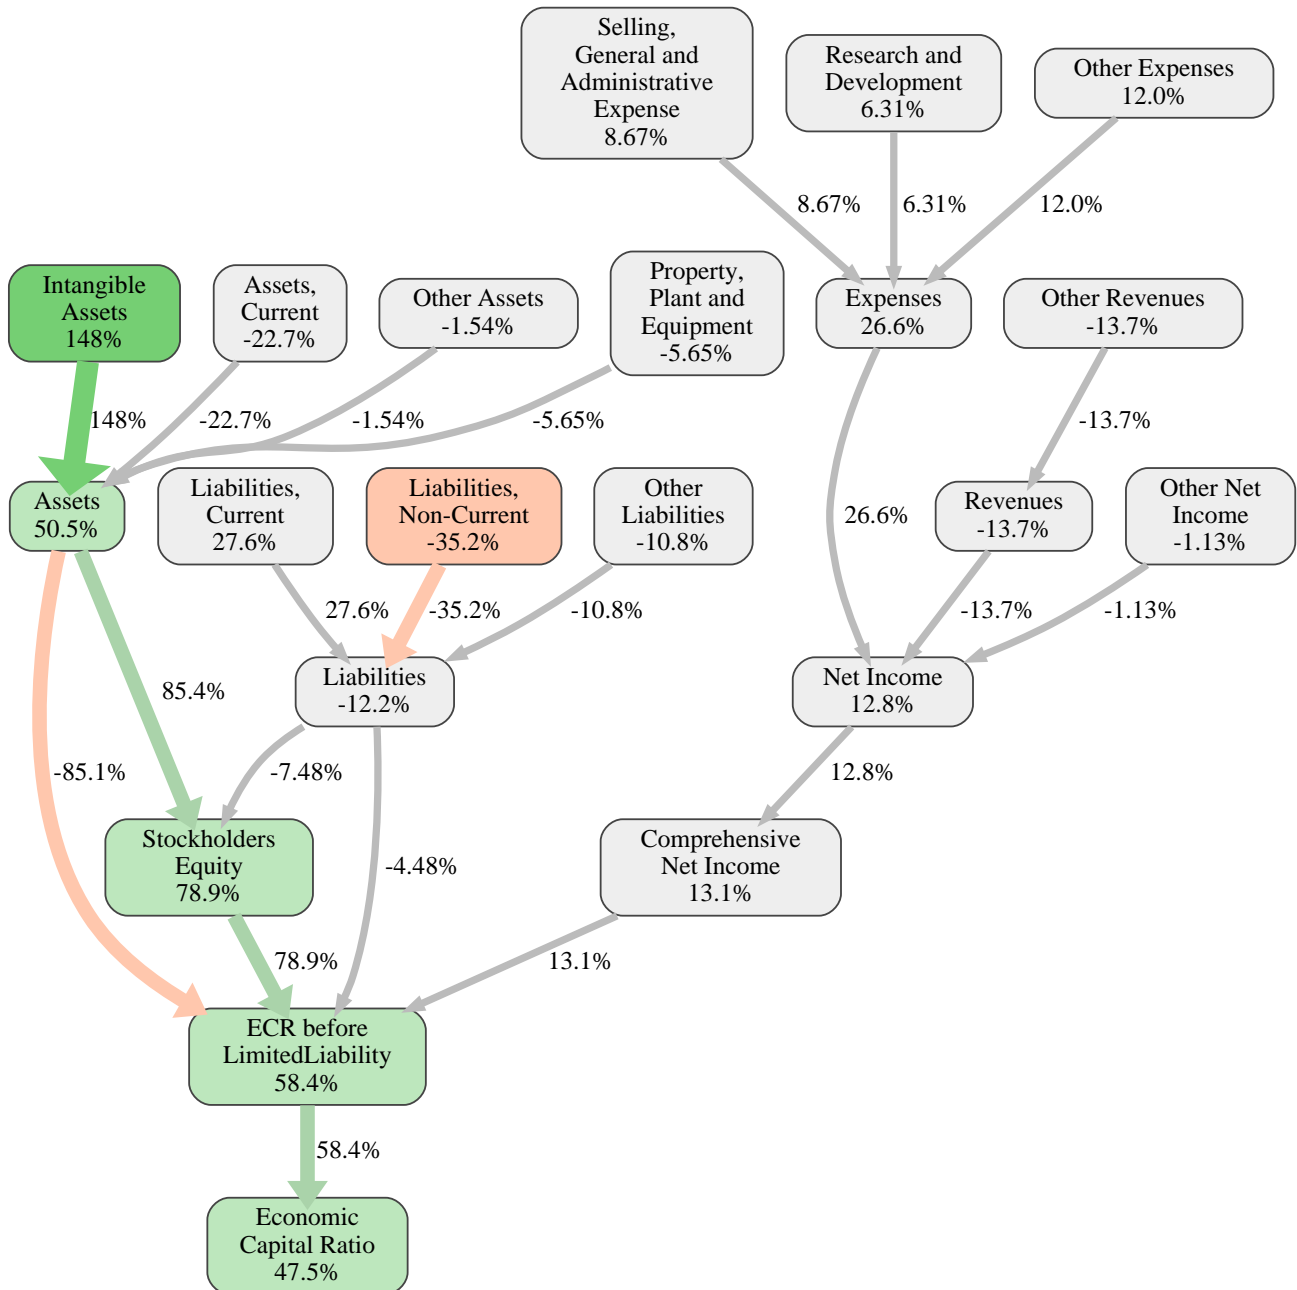 Selling,
General and
Administrative
Expense
8.67%
Research and
Development
6.31%
Other Expenses
12.0%
8.67%
6.31%
12.0%
Intangible
Assets
148%
Assets,
Current
-22.7%
Other Assets
-1.54%
Property,
Plant and
Equipment
-5.65%
Expenses
26.6%
Other Revenues
-13.7%
148%
-22.7%
-1.54%
-5.65%
-13.7%
Assets
50.5%
Liabilities,
Current
27.6%
Liabilities,
Non-Current
-35.2%
Other
Liabilities
-10.8%
26.6%
Revenues
-13.7%
Other Net
Income
-1.13%
27.6%
-35.2%
-10.8%
-13.7%
-1.13%
85.4%
Liabilities
-12.2%
Net Income
12.8%
-85.1%
-7.48%
12.8%
Stockholders
Equity
78.9%
-4.48%
Comprehensive
Net Income
13.1%
78.9%
13.1%
ECR before
LimitedLiability
58.4%
58.4%
Economic
Capital Ratio
47.5%